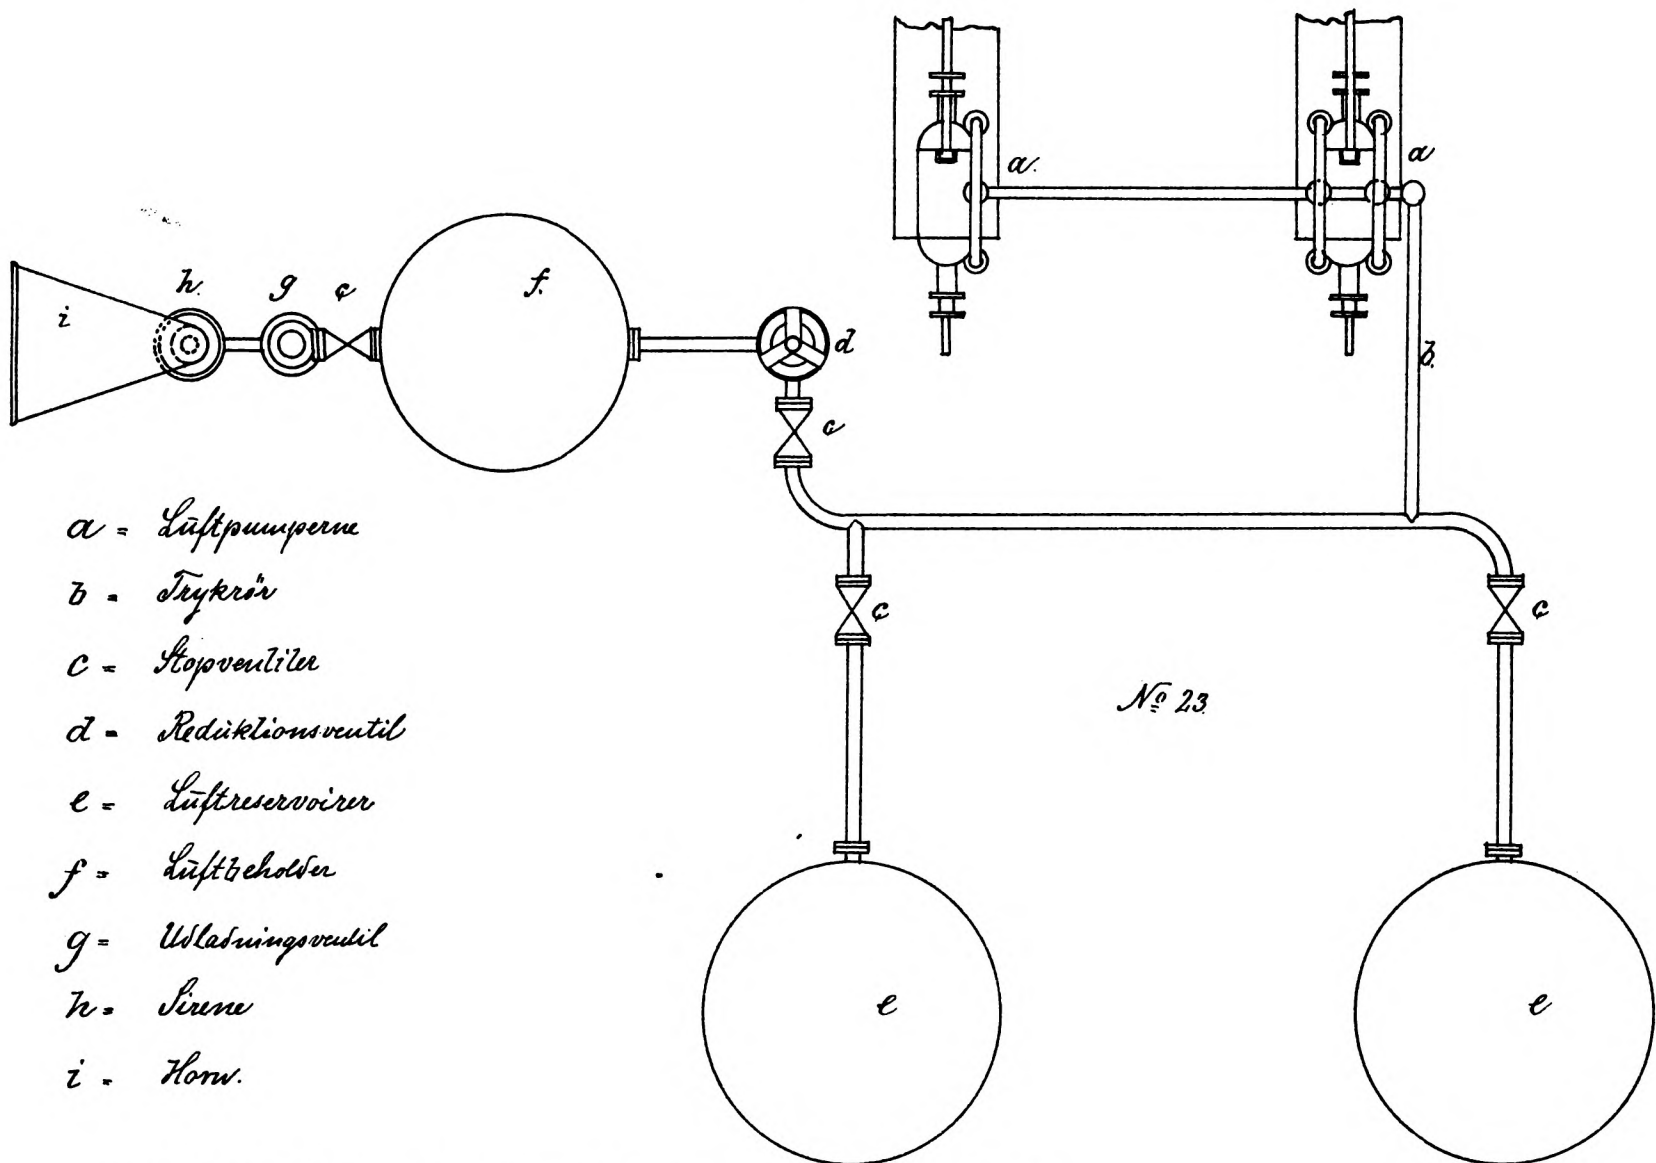 a.
a
h.
g
c
f.
i
d
b.
c
a = Luftpumperne
b = Trykrör
c = Stopventiler
c
c
d = Reduktionsventil
No 23.
e = Luftreservoirer
f = Luftbeholder
g = Udladningsventil
h = Sirene
e
e
i = Horn.